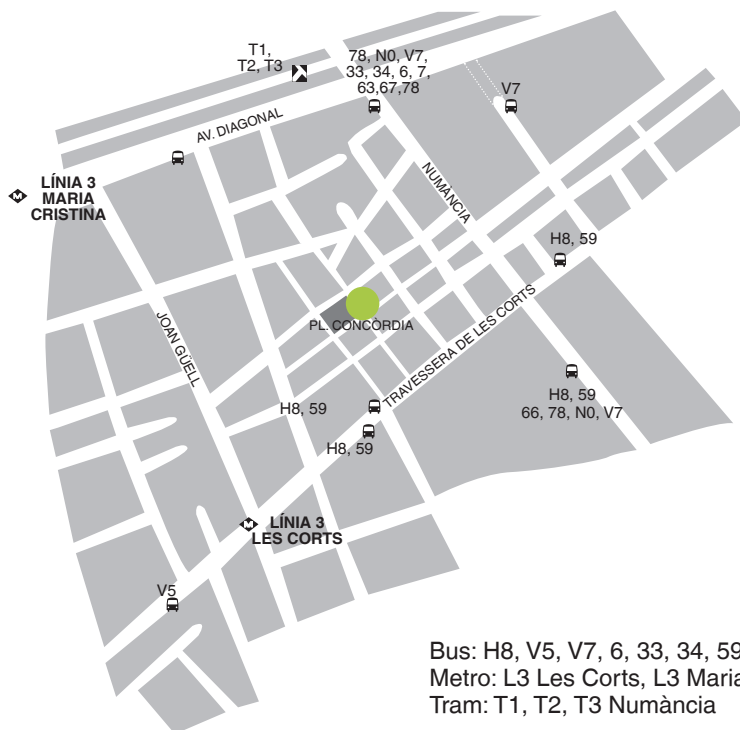 T1,
T2, T3
78, N0, V7,
33, 34, 6, 7,
63,67,78
V7
AV. DIAGONAL
LÍNIA 3
MARIA
CRISTINA
NUMÀNCIA
H8, 59
PL. CONCÒRDIA
JOAN GÜELL
TRAVESSERA DE LES CORTS
H8, 59
66, 78, N0, V7
H8, 59
H8, 59
LÍNIA 3
LES CORTS
V5
Bus: H8, V5, V7, 6, 33, 34, 59
Metro: L3 Les Corts, L3 Maria
Tram: T1, T2, T3 Numància